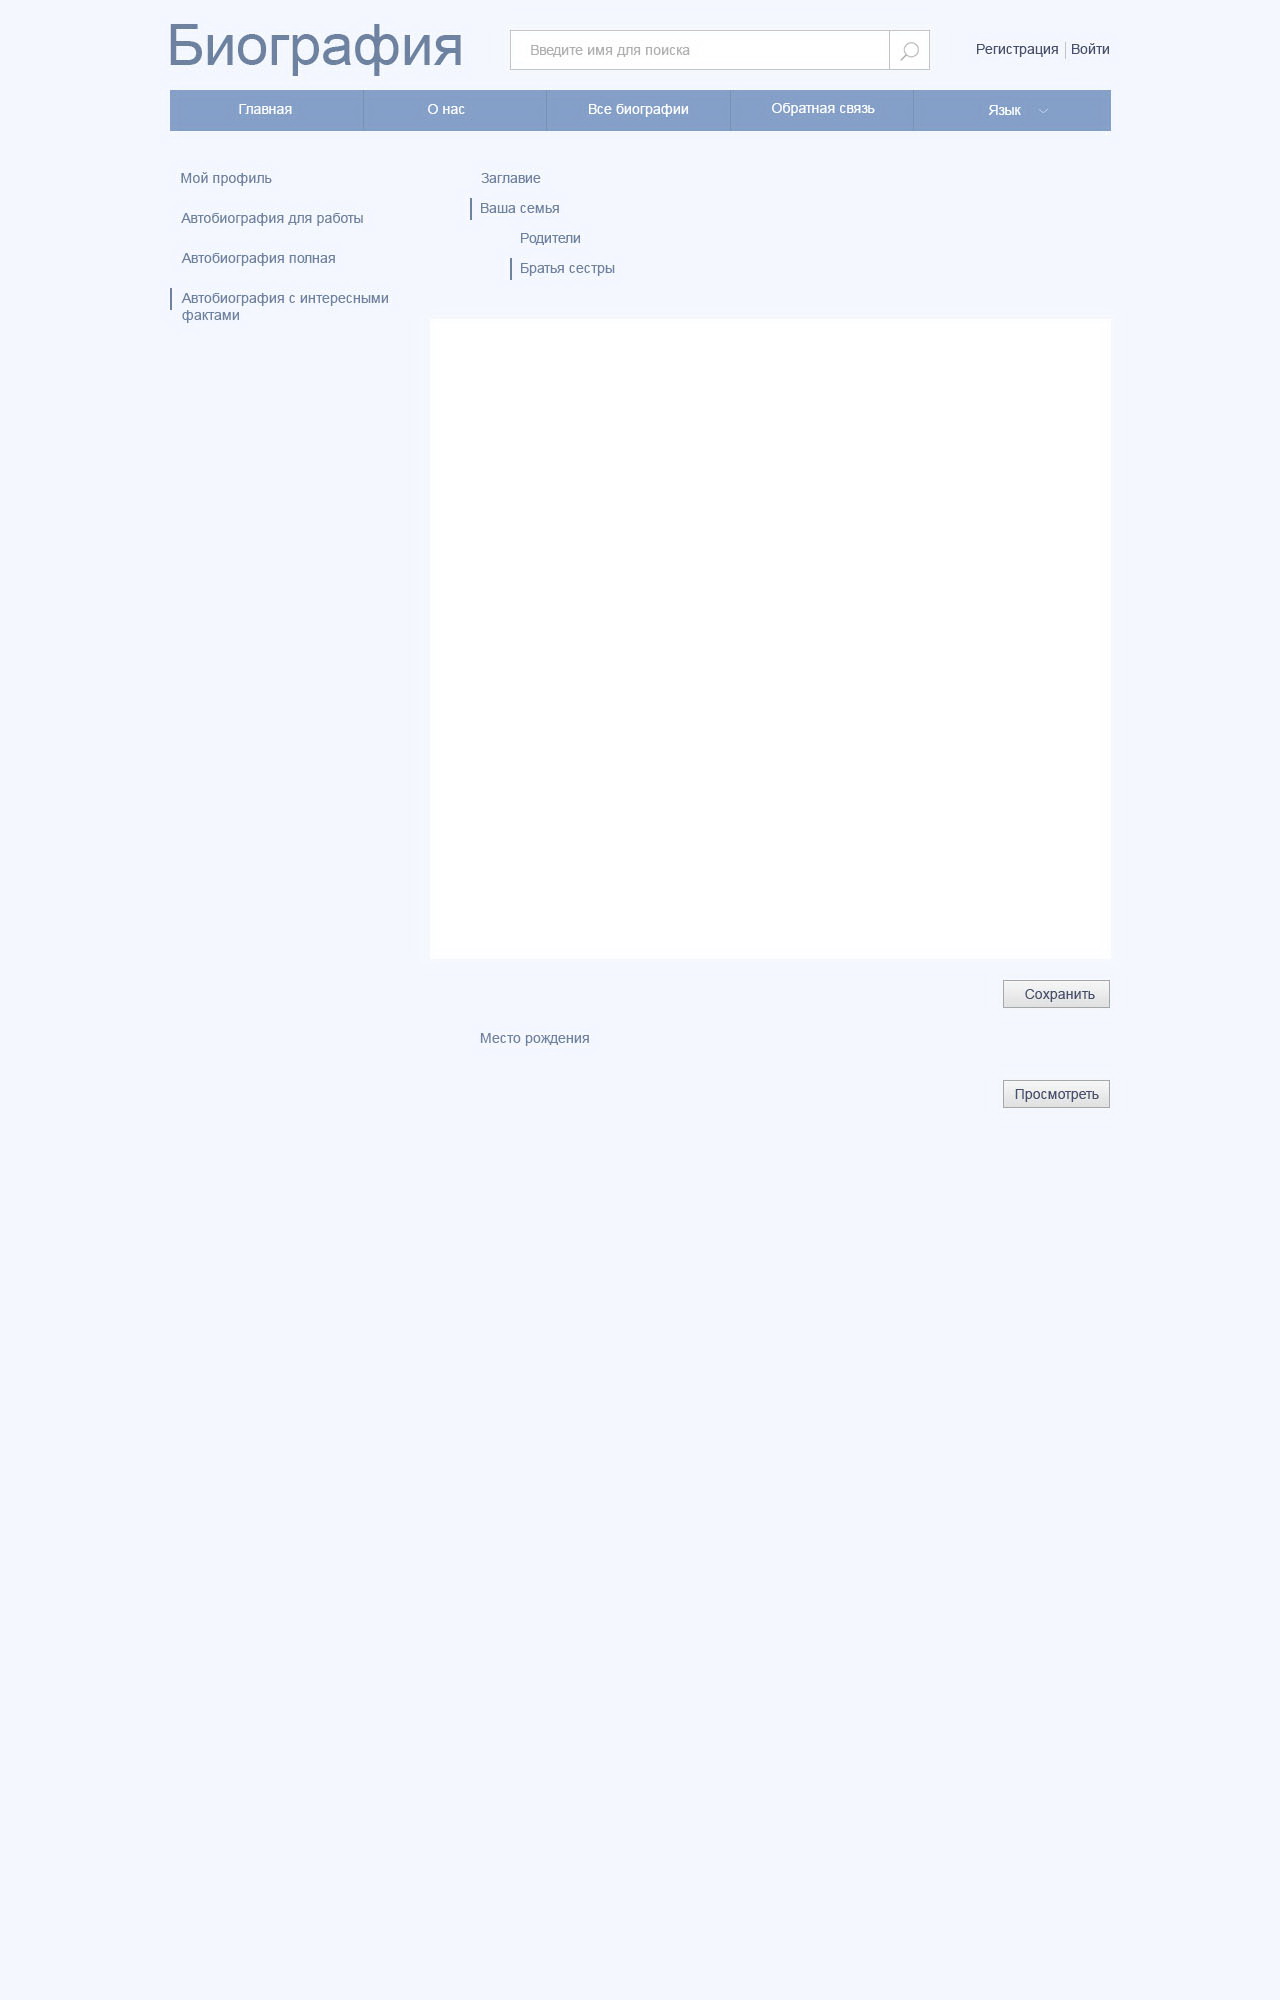 Биография
Введите имя для поиска
Регистрация Войти
Главная О нас Все биографии Обратная связь Язык
Мой профиль
Автобиография для работы
Автобиография полная
Автобиография с интересными
фактами
Заглавие
Ваша семья
Родители
Братья сестры
Сохранить
Место рождения
Просмотреть